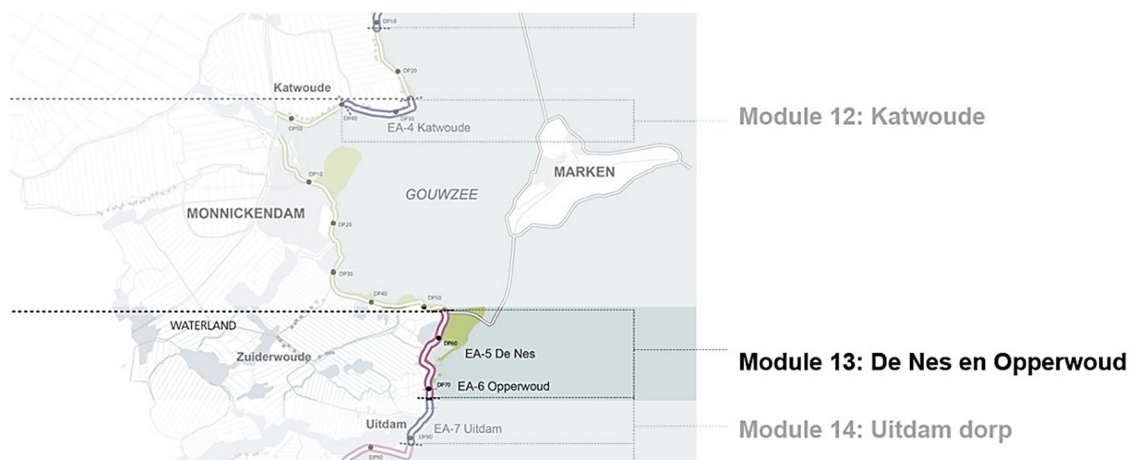 DP10
DP20
Katwoude
DP40
DP30
DP50
EA-4 Katwoude
Module 12: Katwoude
DP10
MARKEN
GOUWZEE
MONNICKENDAM
DP20
DP30
DP40
DP50
WATERLAND
DP60
EA-5 De Nes
Zuiderwoude
Module 13: De Nes en Opperwoud
DP70
EA-6 Opperwoud
Uitdam
EA-7 Uitdam
DP80
Module 14: Uitdam dorp
DP90